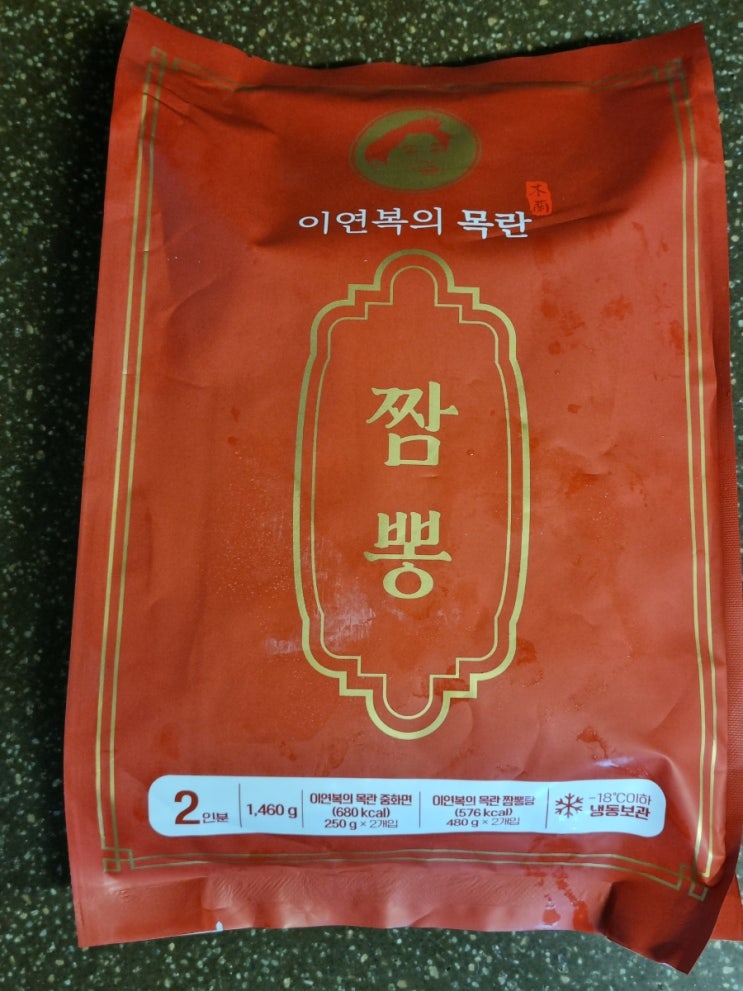 이연복의 목란
木蘭
짬
뽕
2인분
1,460 g
이연복의 목란 중화면
(680 kcal)
250 g × 2개입
이연복의 목란 짬뽕탕
(576 kcal)
480 g × 2개입
-18℃이하
냉동보관